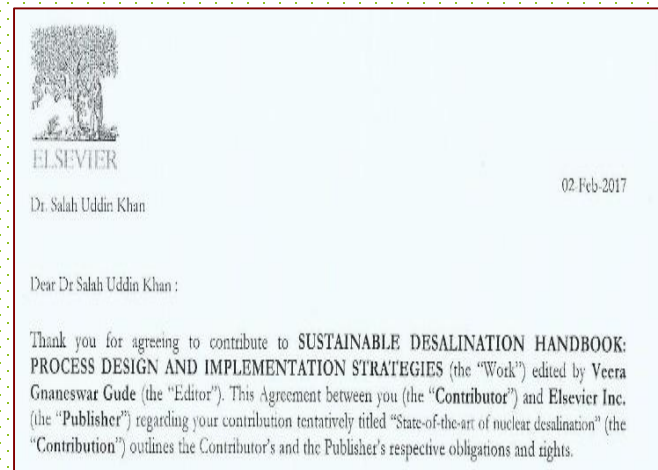 ELSEVIER
02-Feb-2017
Dr. Salah Uddin Khan
Dear Dr Salah Uddin Khan :
Thank you for agreeing to contribute to SUSTAINABLE DESALINATION HANDBOOK:
PROCESS DESIGN AND IMPLEMENTATION STRATEGIES (the "Work") edited by Veera
Gnaneswar Gude (the "Editor"). This Agreement between you (the "Contributor") and Elsevier Inc.
(the "Publisher") regarding your contribution tentatively titled "State-of-the-art of nuclear desalination" (the
"Contribution") outlines the Contributor's and the Publisher's respective obligations and rights.